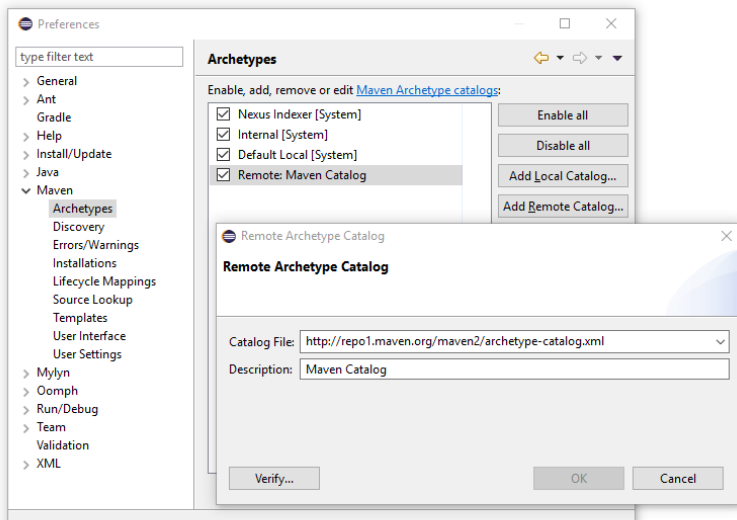 Preferences
type filter text
General
Ant
Gradle
Help
Install/Update
Java
Maven
Archetypes
Discovery
Errors/Warnings
Installations
Lifecycle Mappings
Source Lookup
Templates
User Interface
User Settings
Mylyn
Oomph
Run/Debug
Team
Validation
XML
Archetypes
Enable, add, remove or edit Maven Archetype catalogs:
Nexus Indexer [System]
Internal [System]
Default Local [System]
Remote: Maven Catalog
Enable all
Disable all
Add Local Catalog...
Add Remote Catalog...
Remote Archetype Catalog
Remote Archetype Catalog
Catalog File: http://repo1.maven.org/maven2/archetype-catalog.xml
Description: Maven Catalog
Verify... OK Cancel